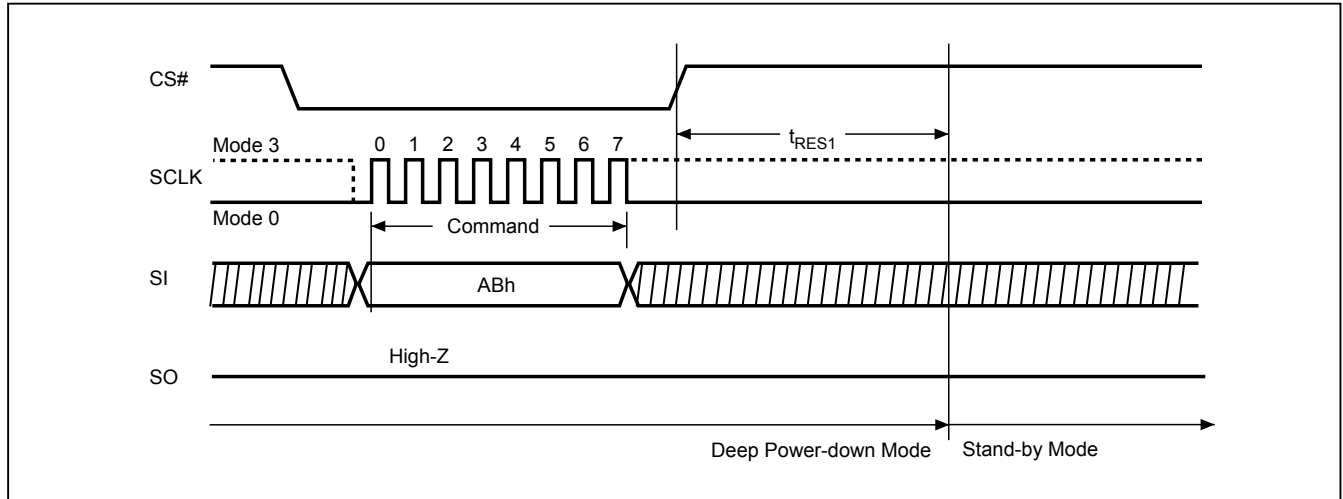 CS#
tRES1
Mode 3
0 1 2 3 4 5 6 7
SCLK
Mode 0
Command
SI
ABh
High-Z
SO
Deep Power-down Mode
Stand-by Mode